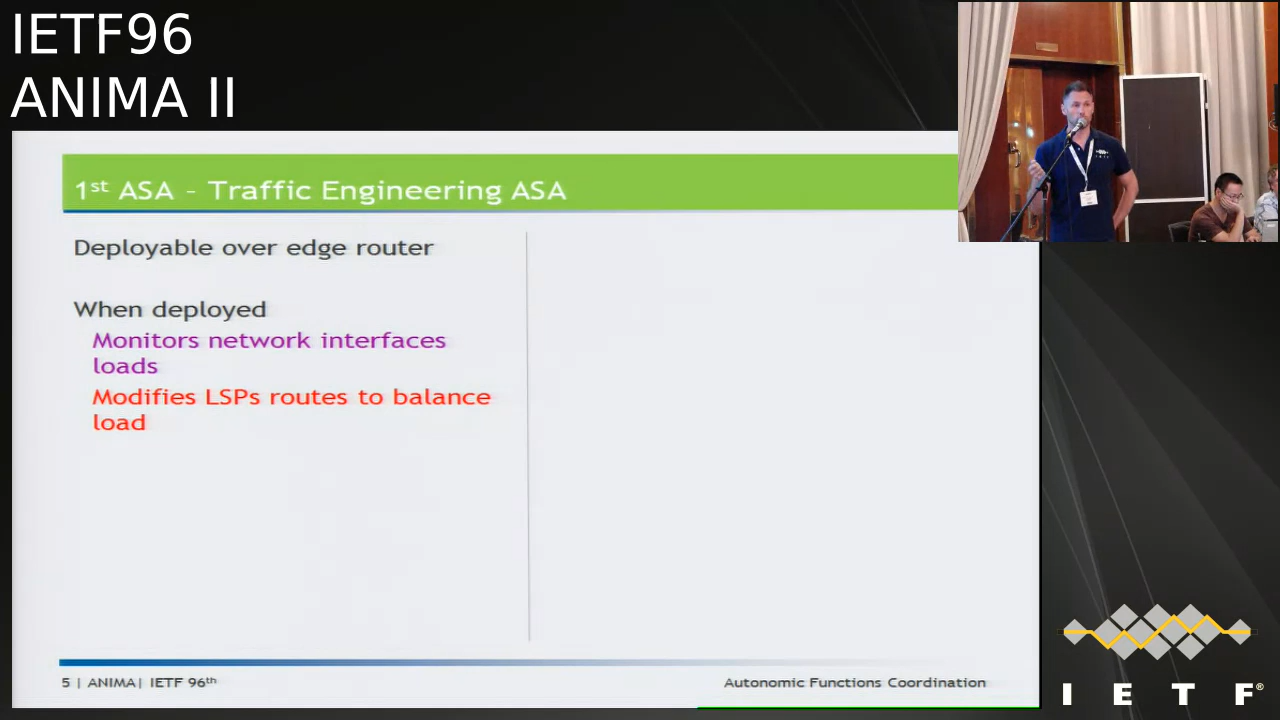 IETF96
ANIMA II
1st ASA - Traffic Engineering ASA
Deployable over edge router
When deployed
Monitors network interfaces
loads
Modifies LSPs routes to balance
load
5 | ANIMA| IETF 96th
Autonomic Functions Coordination
I E T F®